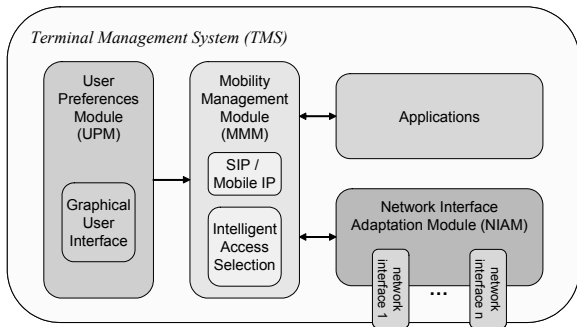 Terminal Management System (TMS)
User
Preferences
Module
(UPM)
Graphical
User
Interface
Mobility
Management
Module
(MMM)
SIP /
Mobile IP
Intelligent
Access
Selection
Applications
Network Interface
Adaptation Module (NIAM)
network
interface 1
...
network
interface n